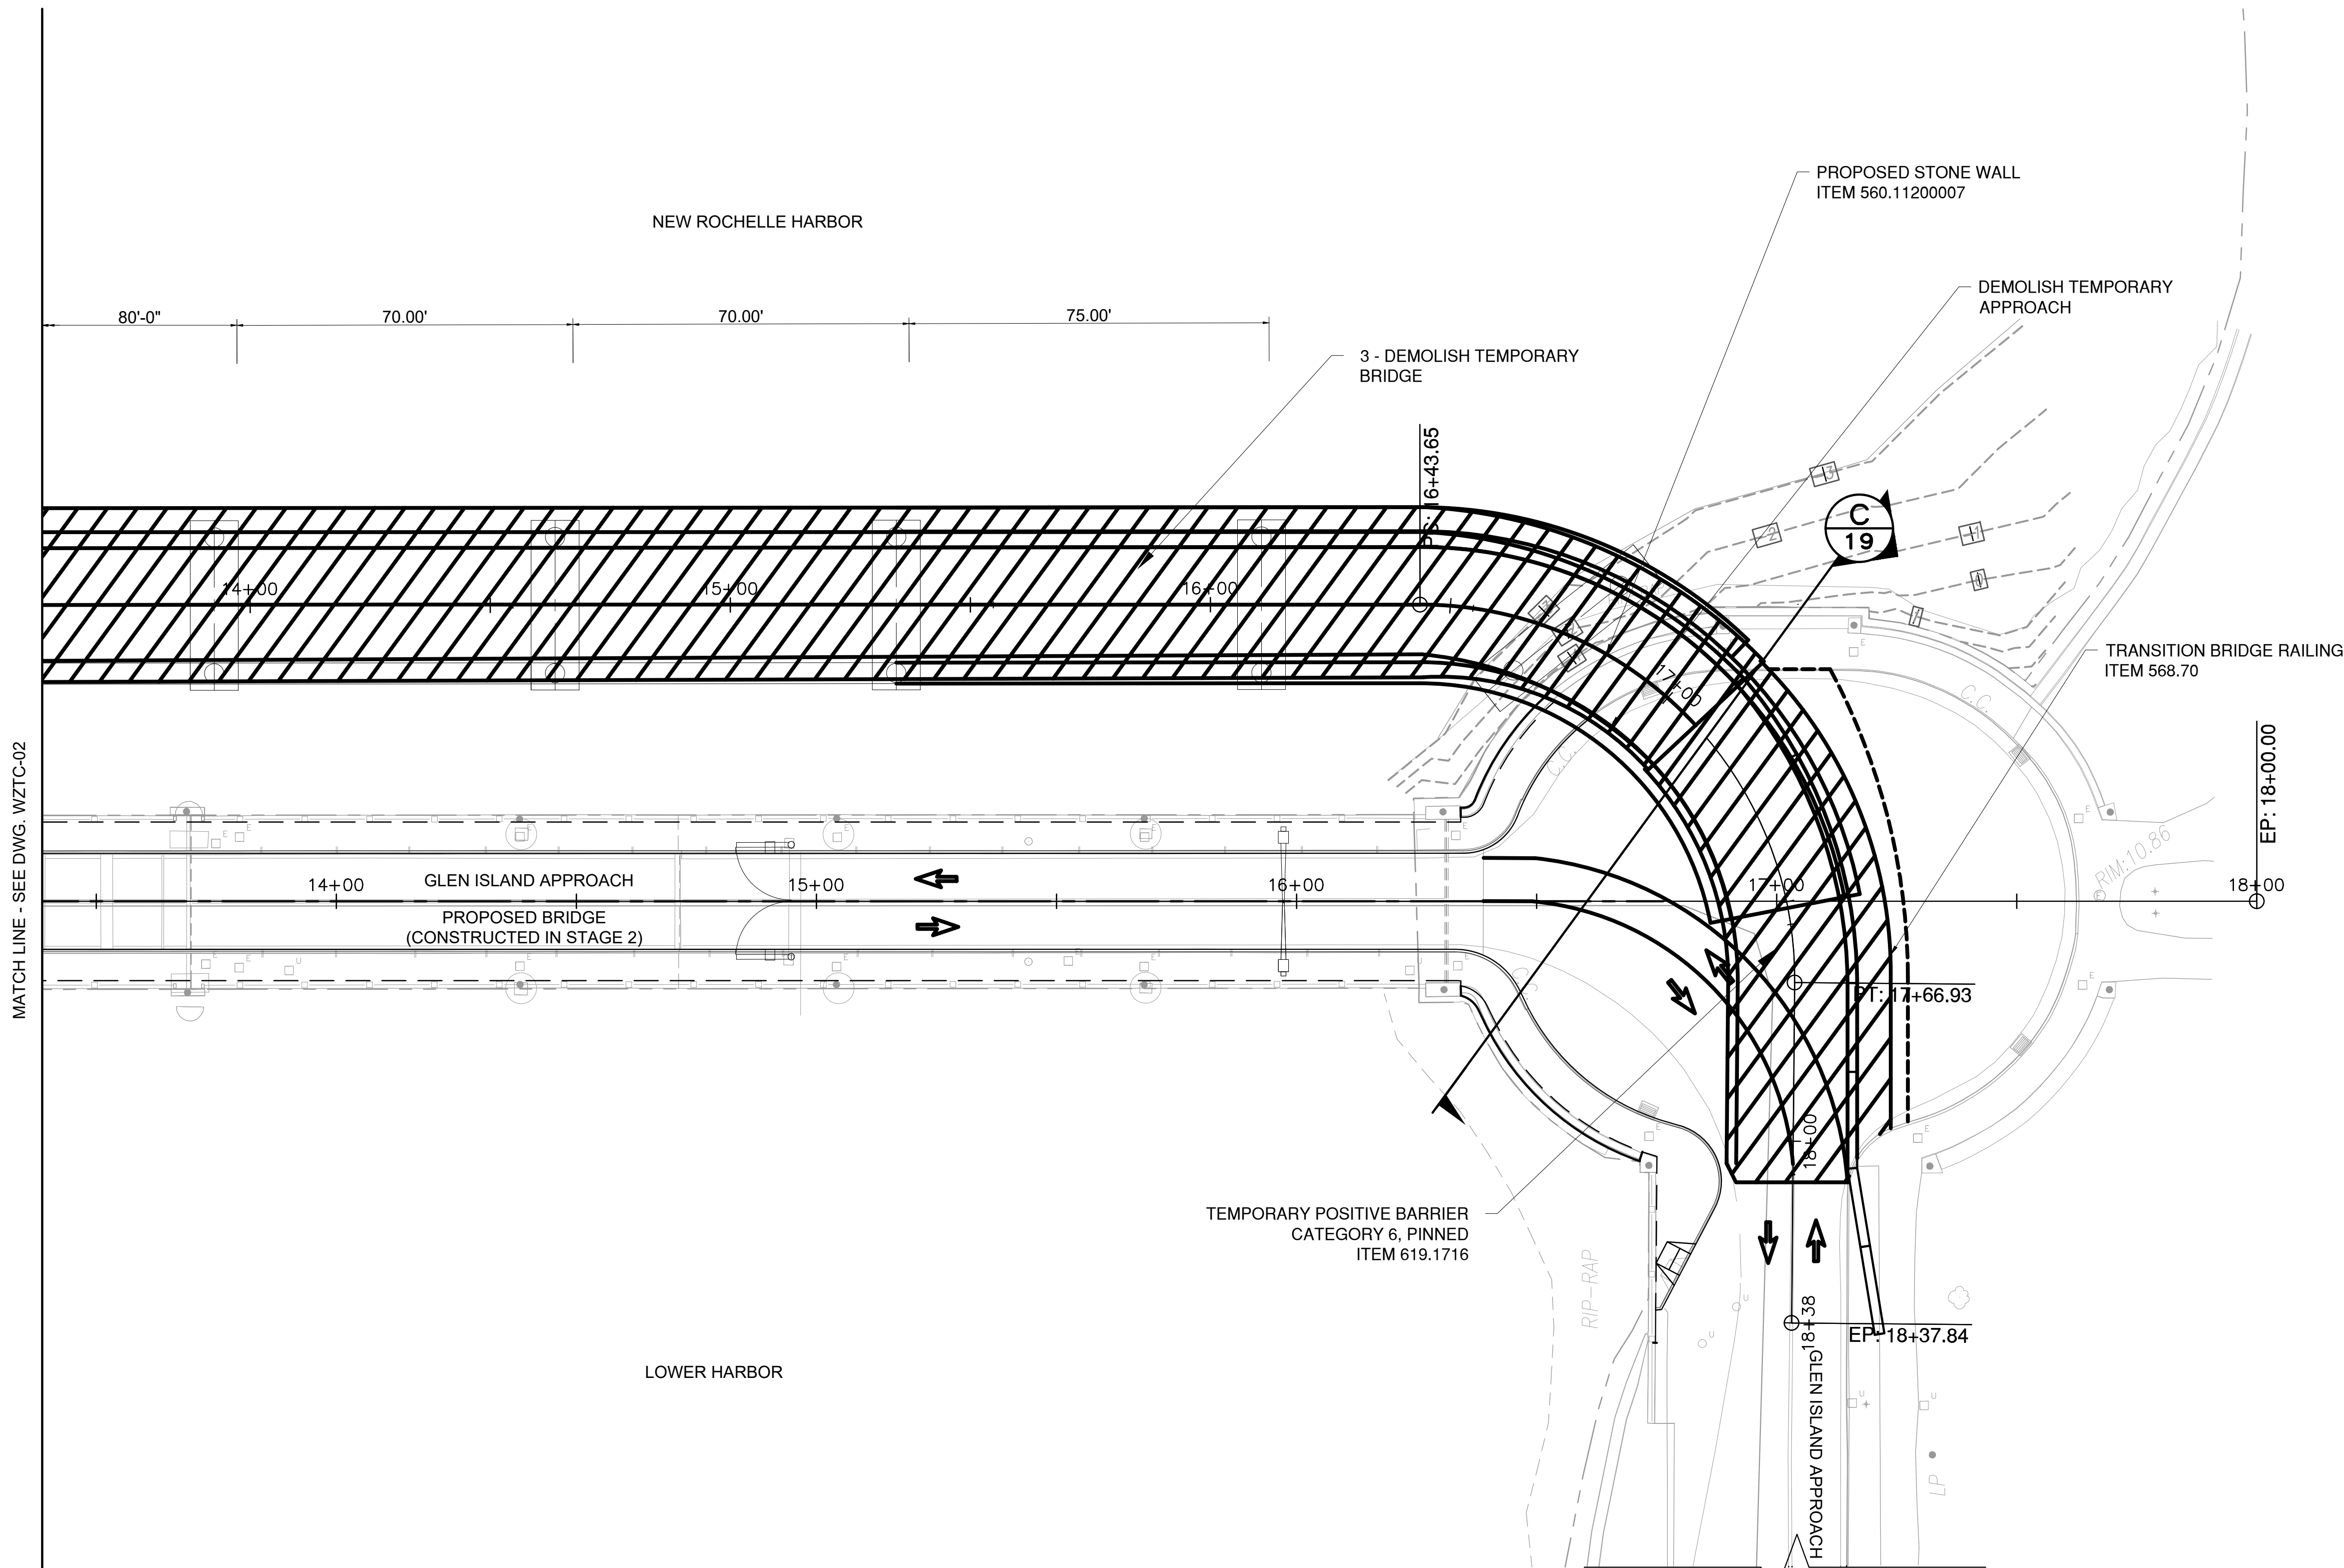 PROPOSED STONE WALL
ITEM 560.11200007
NEW ROCHELLE HARBOR
DEMOLISH TEMPORARY
APPROACH
80'-0"
70.00'
70.00'
75.00'
3 - DEMOLISH TEMPORARY
BRIDGE
PC: 16+43.65
C
19
14+00
15+00
16+00
17+00
TRANSITION BRIDGE RAILING
ITEM 568.70
C.C.
C.C.
EP: 18+00.00
MATCH LINE - SEE DWG. WZTC-02
14+00
GLEN ISLAND APPROACH
15+00
16+00
17+00
18+00
RIM:10.86
PROPOSED BRIDGE
(CONSTRUCTED IN STAGE 2)
PT: 17+66.93
18+00
TEMPORARY POSITIVE BARRIER
CATEGORY 6, PINNED
ITEM 619.1716
RIP-RAP
18+38
EP: 18+37.84
LOWER HARBOR
GLEN ISLAND APPROACH
LP